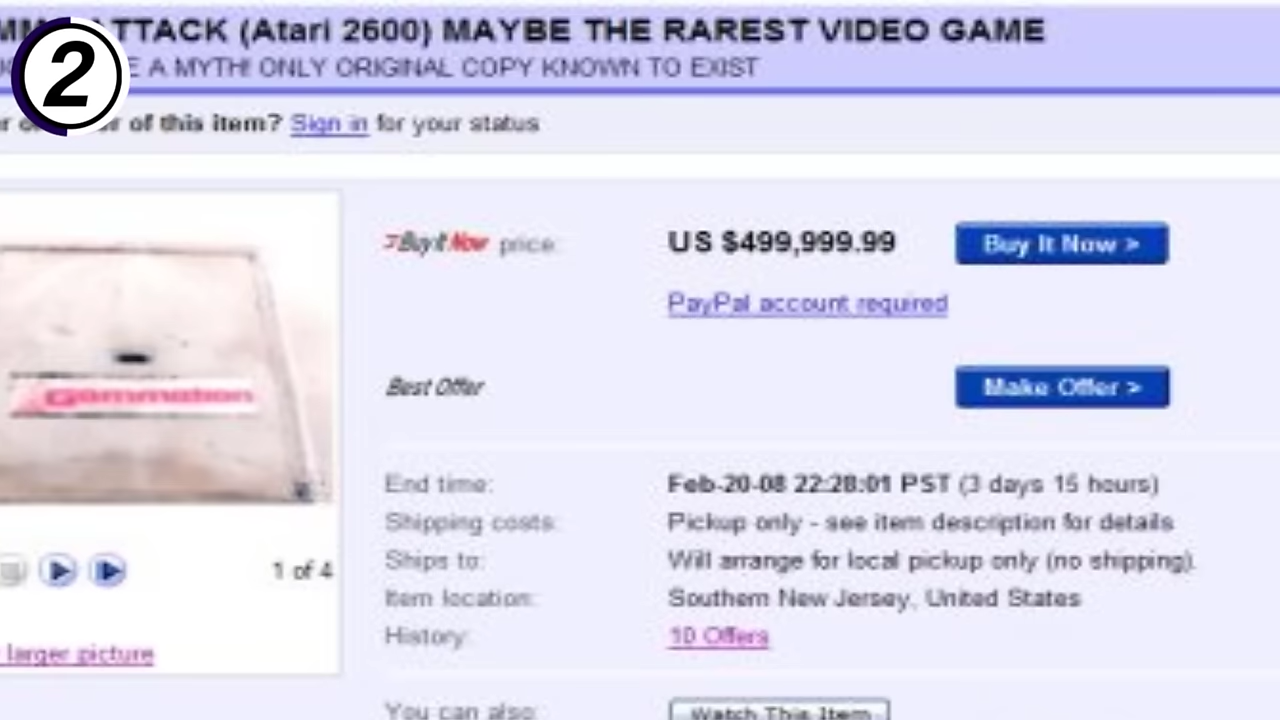 TTACK (Atari 2600) MAYBE THE RAREST VIDEO GAME
E A MYTH! ONLY ORIGINAL COPY KNOWN TO EXIST
2
of this item? Sign in for your status
Buy It Now price:
US $499,999.99
Buy It Now >
PayPal account required
Best Offer
Make Offer >
Gammation
End time:
Feb-20-08 22:28:01 PST (3 days 15 hours)
Shipping costs:
Pickup only - see item description for details
Ships to:
Will arrange for local pickup only (no shipping).
1 of 4
Item location:
Southern New Jersey, United States
History:
10 Offers
larger picture
You can also:
Watch This Item